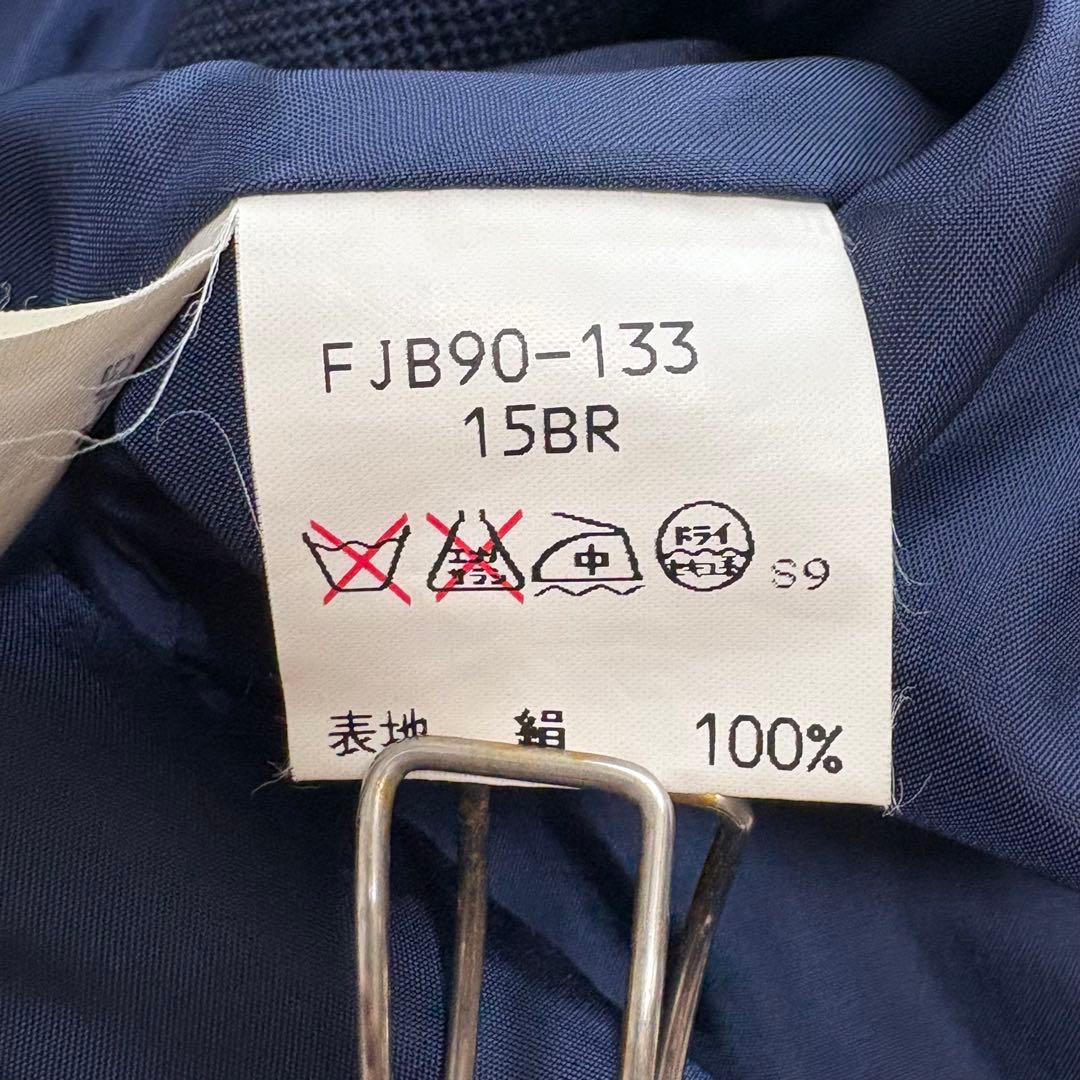 FJB90-133
15BR
エンソ
サラシ
中
ドライ
セキユ系
S9
表地 絹 100%